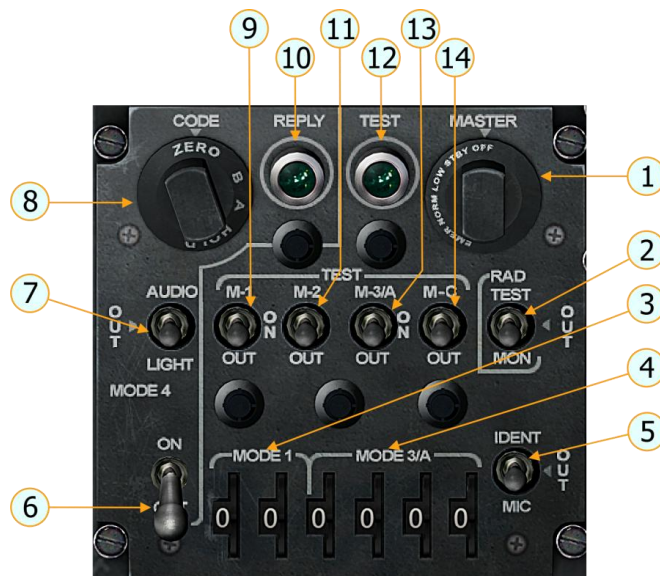 9 10 11 12 13 14
CODE REPLY TEST MASTER
ZERO B A HOLD
EMER NORM LOW STBY OFF
1
8
TEST
RAD
TEST
MON
OUT
2
7
AUDIO
OUT
LIGHT
M-1 M-2 M-3/A M-C
ON ON
OUT OUT OUT OUT
3
MODE 4
4
ON
6
MODE 1 MODE 3/A
IDENT
OUT
MIC
5
0 0 0 0 0 0